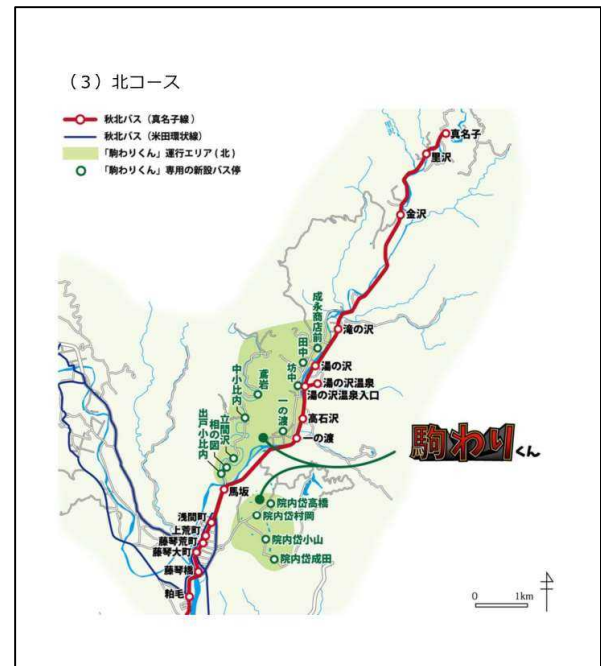 (3)北コース
秋北バス(真名子線)
秋北バス(米田環状線)
「駒わりくん」運行エリア(北)
「駒わりくん」専用の新設バス停
真名子
里沢
金沢
成永商店前
滝の沢
田中
湯の沢
坊中
湯の沢温泉
湯の沢温泉入口
鳶岩
中小比内
高石沢
一の渡
一の渡
駒わりくん
立間沢
相の図
出戸小比内
馬坂
院内岱高橋
院内岱村岡
浅間町
上荒町
藤琴荒町
藤琴大町
院内岱小山
院内岱成田
藤琴橋
粕毛
0 1km